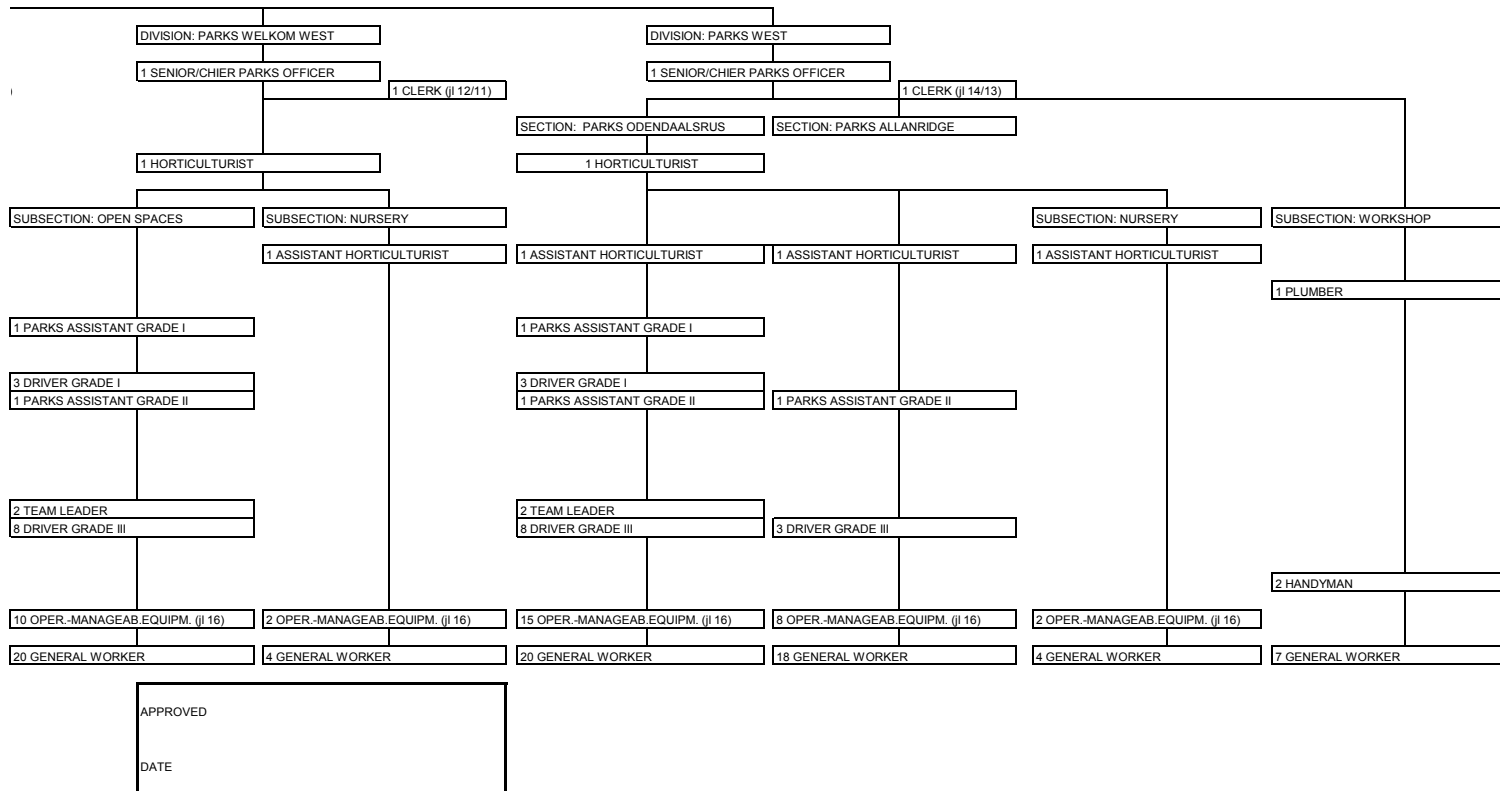 )
DIVISION: PARKS WELKOM WEST
DIVISION: PARKS WEST
1 SENIOR/CHIER PARKS OFFICER
1 SENIOR/CHIER PARKS OFFICER
1 CLERK (jl 12/11)
1 CLERK (jl 14/13)
SECTION: PARKS ODENDAALSRUS
SECTION: PARKS ALLANRIDGE
1 HORTICULTURIST
1 HORTICULTURIST
SUBSECTION: OPEN SPACES
SUBSECTION: NURSERY
SUBSECTION: NURSERY
SUBSECTION: WORKSHOP
1 ASSISTANT HORTICULTURIST
1 ASSISTANT HORTICULTURIST
1 ASSISTANT HORTICULTURIST
1 ASSISTANT HORTICULTURIST
1 PLUMBER
1 PARKS ASSISTANT GRADE I
1 PARKS ASSISTANT GRADE I
3 DRIVER GRADE I
3 DRIVER GRADE I
1 PARKS ASSISTANT GRADE II
1 PARKS ASSISTANT GRADE II
1 PARKS ASSISTANT GRADE II
2 TEAM LEADER
2 TEAM LEADER
8 DRIVER GRADE III
8 DRIVER GRADE III
3 DRIVER GRADE III
2 HANDYMAN
10 OPER.-MANAGEAB.EQUIPM. (jl 16)
2 OPER.-MANAGEAB.EQUIPM. (jl 16)
15 OPER.-MANAGEAB.EQUIPM. (jl 16)
8 OPER.-MANAGEAB.EQUIPM. (jl 16)
2 OPER.-MANAGEAB.EQUIPM. (jl 16)
20 GENERAL WORKER
4 GENERAL WORKER
20 GENERAL WORKER
18 GENERAL WORKER
4 GENERAL WORKER
7 GENERAL WORKER
APPROVED
DATE